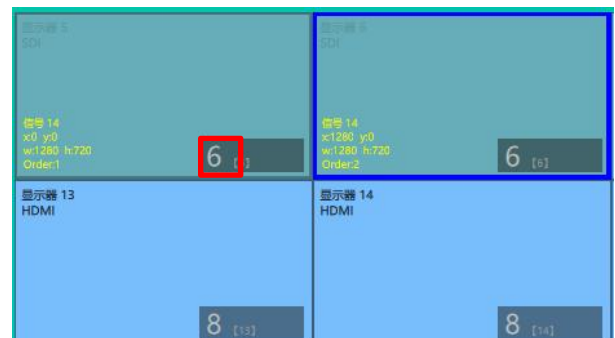 显示器 5
SDI
信号 14
x:0 y:0
w:1280 h:720
Order:1
6
显示器 6
SDI
信号 14
x:1280 y:0
w:1280 h:720
Order:2
6 【6】
显示器 13
HDMI
8 【13】
显示器 14
HDMI
8 【14】